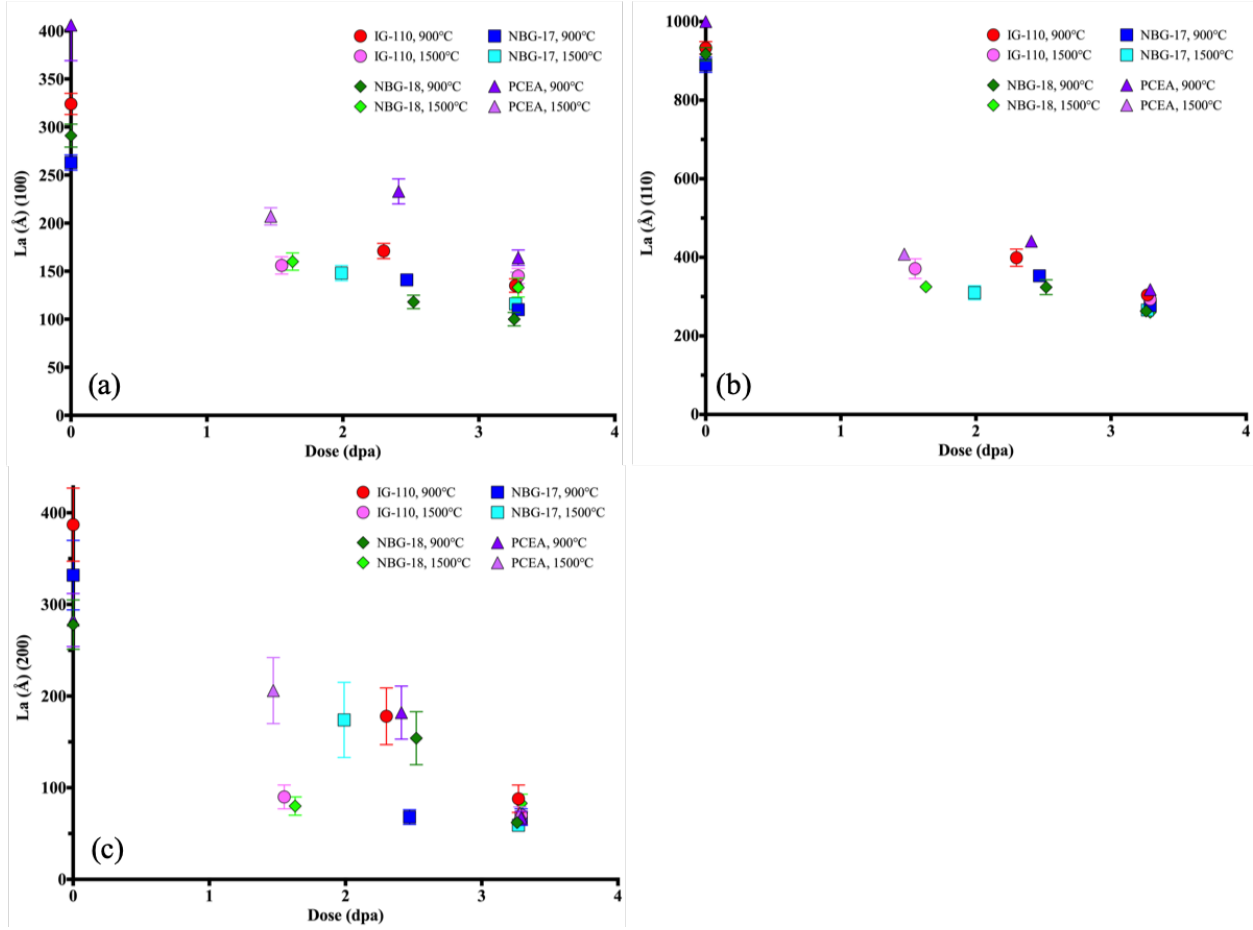 IG-110, 900°C NBG-17, 900°C
IG-110, 1500°C NBG-17, 1500°C
NBG-18, 900°C PCEA, 900°C
NBG-18, 1500°C PCEA, 1500°C
La (Å) (100)
400
350
300
250
200
150
100
50
0
(a)
0 1 2 3 4
Dose (dpa)
IG-110, 900°C NBG-17, 900°C
IG-110, 1500°C NBG-17, 1500°C
NBG-18, 900°C PCEA, 900°C
NBG-18, 1500°C PCEA, 1500°C
La (Å) (110)
1000
800
600
400
200
0
(b)
0 1 2 3 4
Dose (dpa)
IG-110, 900°C NBG-17, 900°C
IG-110, 1500°C NBG-17, 1500°C
NBG-18, 900°C PCEA, 900°C
NBG-18, 1500°C PCEA, 1500°C
La (Å) (200)
400
300
200
100
0
(c)
0 1 2 3 4
Dose (dpa)